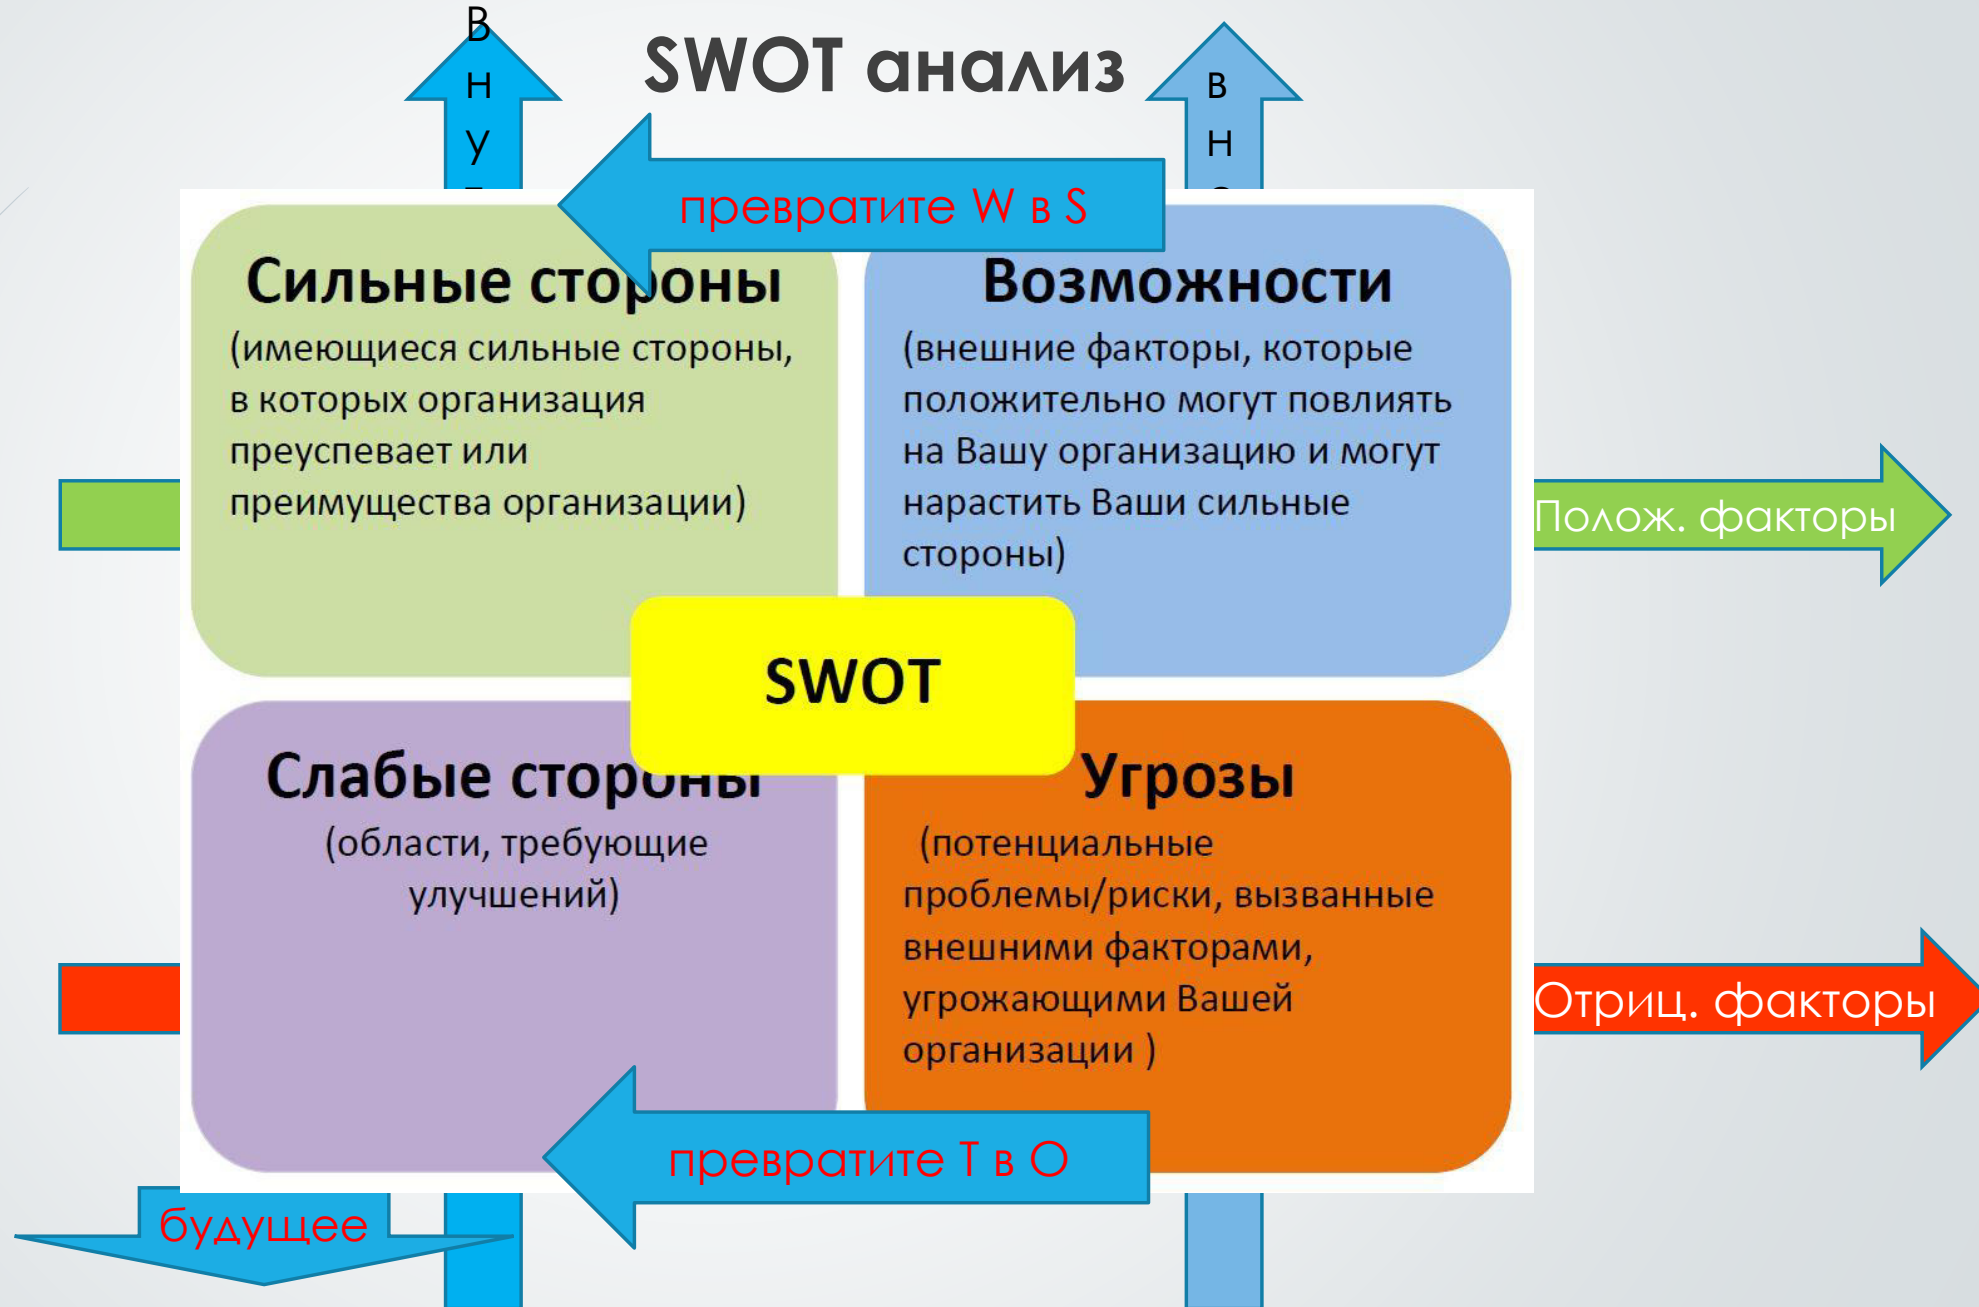 SWOT анализ
В
Н
У
В
Н
превратите W в S
Сильные стороны
(имеющиеся сильные стороны,
в которых организация
преуспевает или
преимущества организации)
Возможности
(внешние факторы, которые
положительно могут повлиять
на Вашу организацию и могут
нарастить Ваши сильные
стороны)
Полож. факторы
SWOT
Слабые стороны
(области, требующие
улучшений)
Угрозы
(потенциальные
проблемы/риски, вызванные
внешними факторами,
угрожающими Вашей
организации )
Отриц. факторы
превратите T в O
будущее